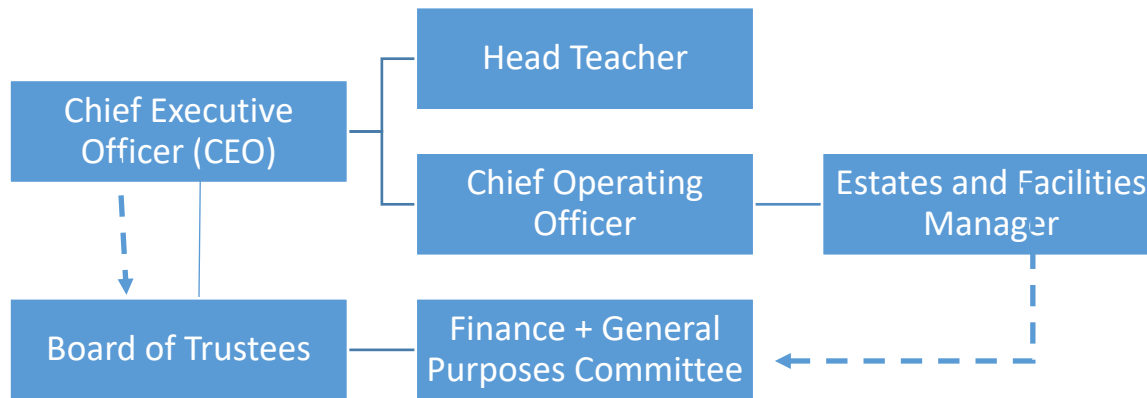 Head Teacher
Chief Executive
Officer (CEO)
Chief Operating
Officer
Estates and Facilities
Manager
Board of Trustees
Finance + General
Purposes Committee